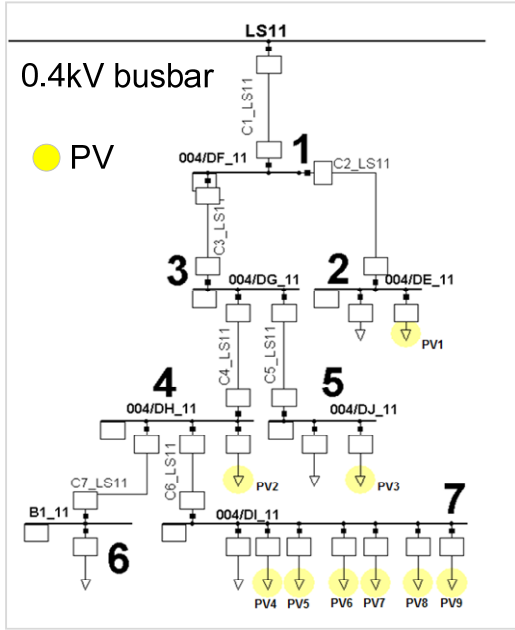 LS11
0.4kV busbar
C1_LS11
PV
004/DF_11
1
C2_LS11
C3_LS11
3
004/DG_11
2
004/DE_11
PV1
C4_LS11
C5_LS11
4
5
004/DH_11
004/DJ_11
C6_LS11
C7_LS11
PV2
PV3
7
B1_11
004/DI_11
6
PV4
PV5
PV6
PV7
PV8
PV9